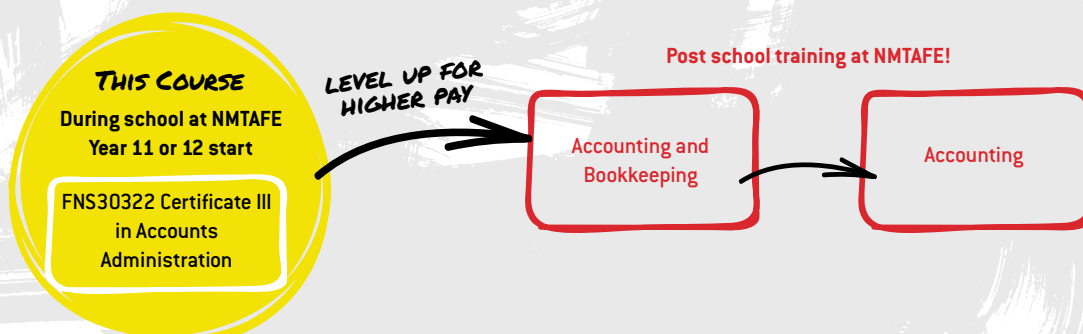 THIS COURSE
During school at NMTAFE
Year 11 or 12 start
FNS30322 Certificate III
in Accounts
Administration
LEVEL UP FOR
HIGHER PAY
Post school training at NMTAFE!
Accounting and
Bookkeeping
Accounting